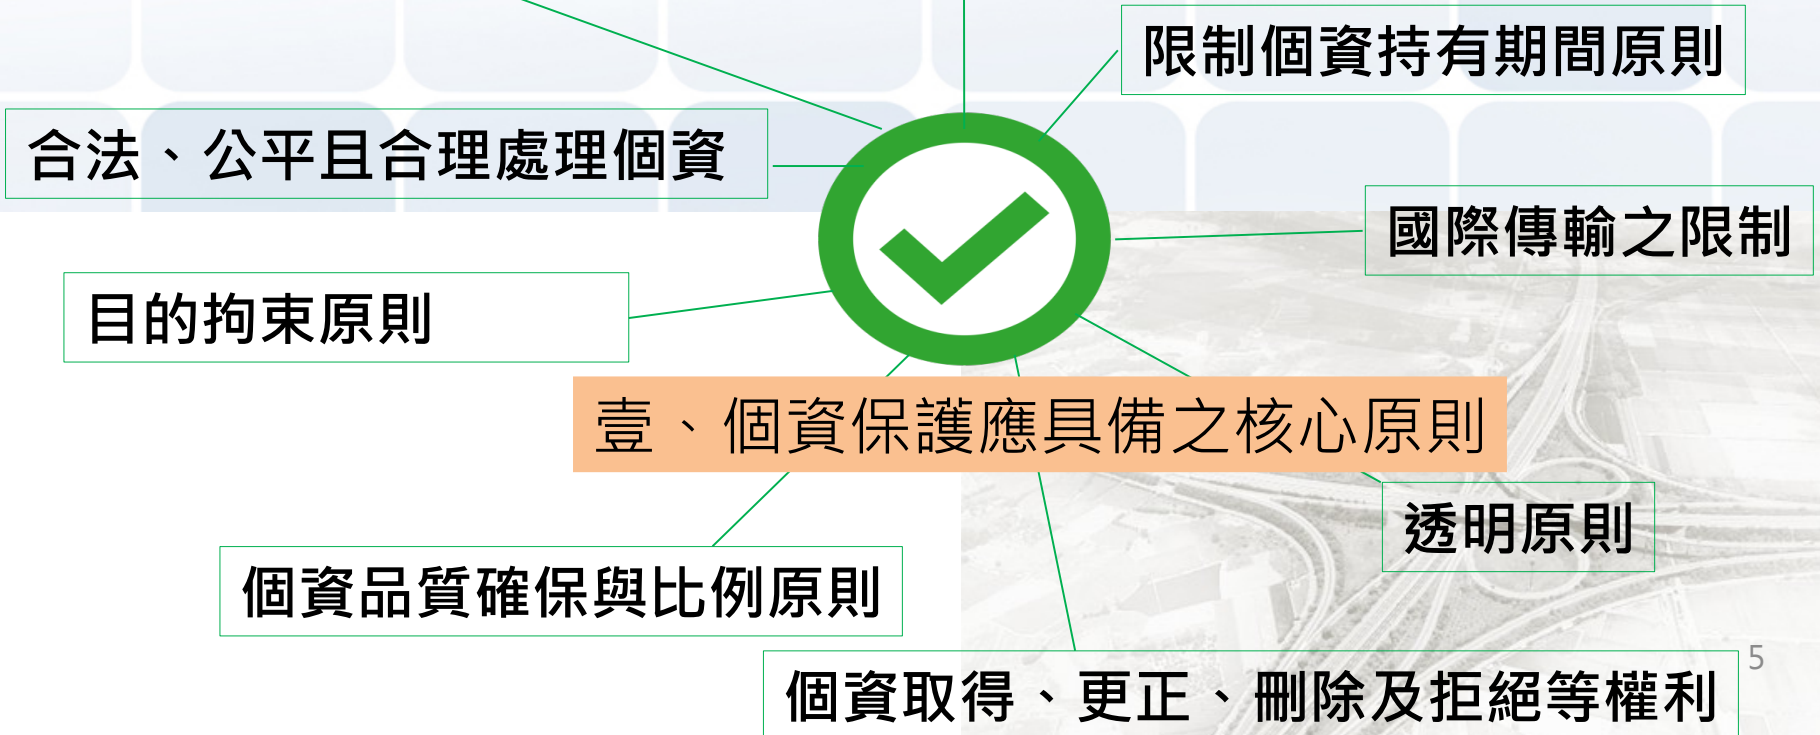 限制個資持有期間原則
合法、公平且合理處理個資
國際傳輸之限制
目的拘束原則
壹、個資保護應具備之核心原則
透明原則
個資品質確保與比例原則
個資取得、更正、刪除及拒絕等權利
5